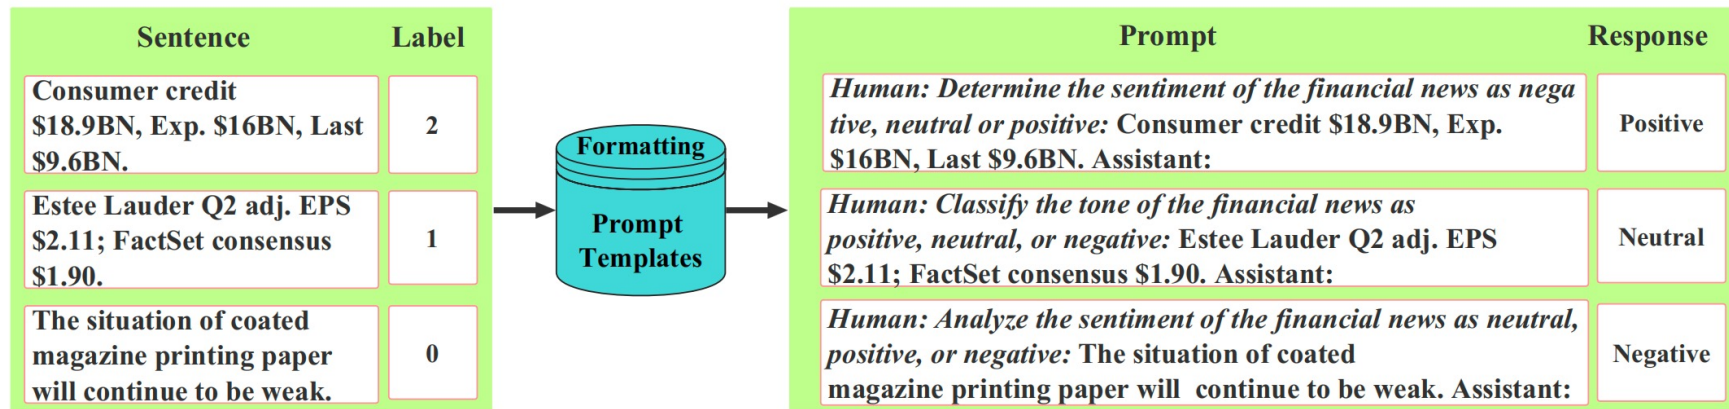 Sentence
Label
Consumer credit
$18.9BN, Exp. $16BN, Last
$9.6BN.
2
Estee Lauder Q2 adj. EPS
$2.11; FactSet consensus
$1.90.
1
The situation of coated
magazine printing paper
will continue to be weak.
0
Formatting
Prompt
Templates
Prompt
Response
Human: Determine the sentiment of the financial news as nega
tive, neutral or positive: Consumer credit $18.9BN, Exp.
$16BN, Last $9.6BN. Assistant:
Positive
Human: Classify the tone of the financial news as
positive, neutral, or negative: Estee Lauder Q2 adj. EPS
$2.11; FactSet consensus $1.90. Assistant:
Neutral
Human: Analyze the sentiment of the financial news as neutral,
positive, or negative: The situation of coated
magazine printing paper will continue to be weak. Assistant:
Negative